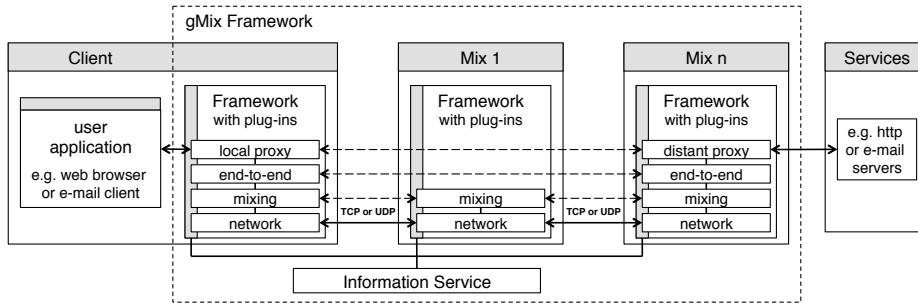 gMix Framework
Client
Mix 1
Mix n
Services
user
application
e.g. web browser
or e-mail client
Framework
with plug-ins
local proxy
end-to-end
mixing
network
TCP or UDP
Framework
with plug-ins
mixing
network
TCP or UDP
Framework
with plug-ins
distant proxy
end-to-end
mixing
network
e.g. http
or e-mail
servers
Information Service